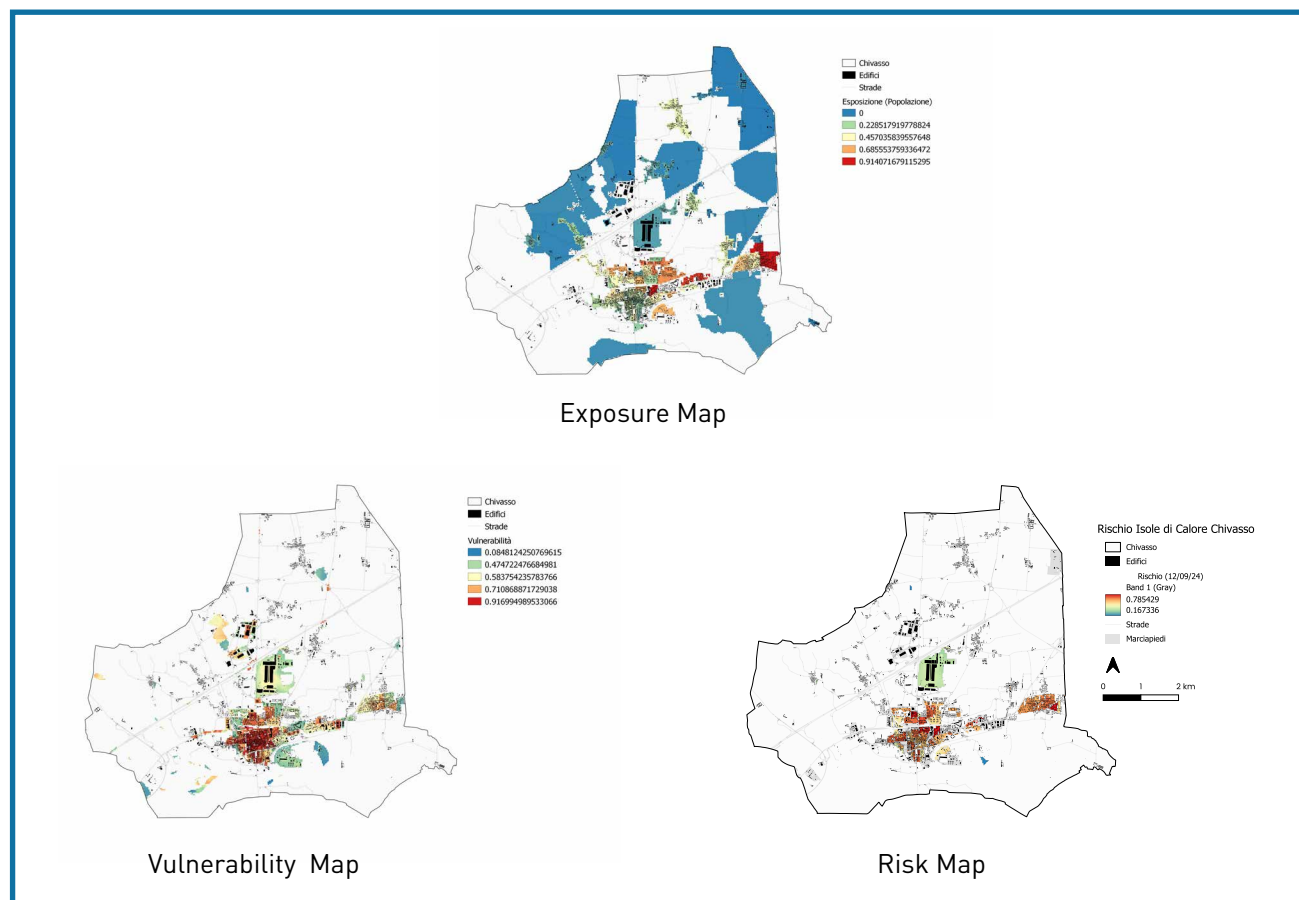 Chivasso
Edifici
Strade
Esposizione (Popolazione)
0
0.228517919778824
0.457035839557648
0.685553759336472
0.914071679115295
Exposure Map
Chivasso
Edifici
Strade
Vulnerabilità
0.0848124250769615
0.474722476684981
0.583754235783766
0.710868871729038
0.916994989533066
Vulnerability Map
Rischio Isole di Calore Chivasso
Chivasso
Edifici
Rischio (12/09/24)
Band 1 (Gray)
0.785429
0.167336
Strade
Marciapiedi
0 1 2 km
Risk Map